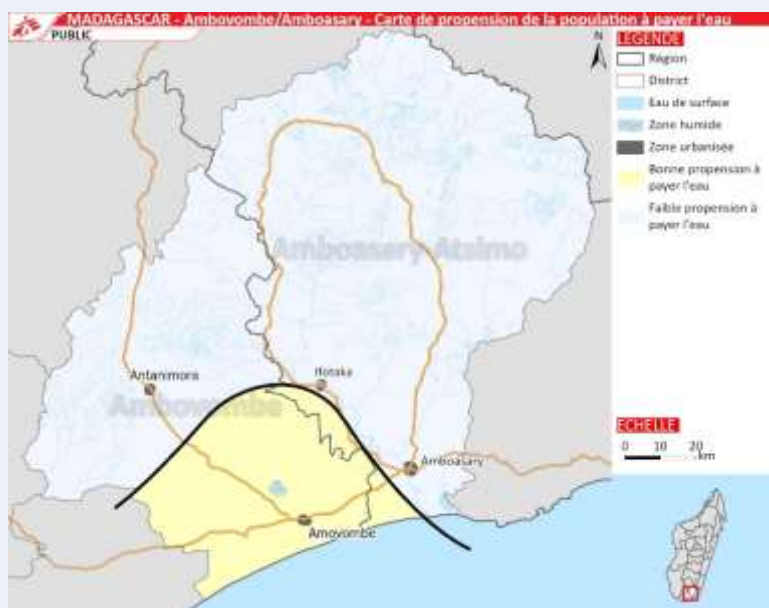 MADAGASCAR - Ambovombe/Amboasary - Carte de propension de la population à payer l'eau
PUBLIC
N
LÉGENDE
Région
District
Eau de surface
Zone humide
Zone urbanisée
Bonne propension à
payer l'eau
Faible propension à
payer l'eau
Amboasary Atsimo
Antanimora
Hotaka
Ambovombe
Amboasary
Amovombe
ECHELLE
0 10 20
km